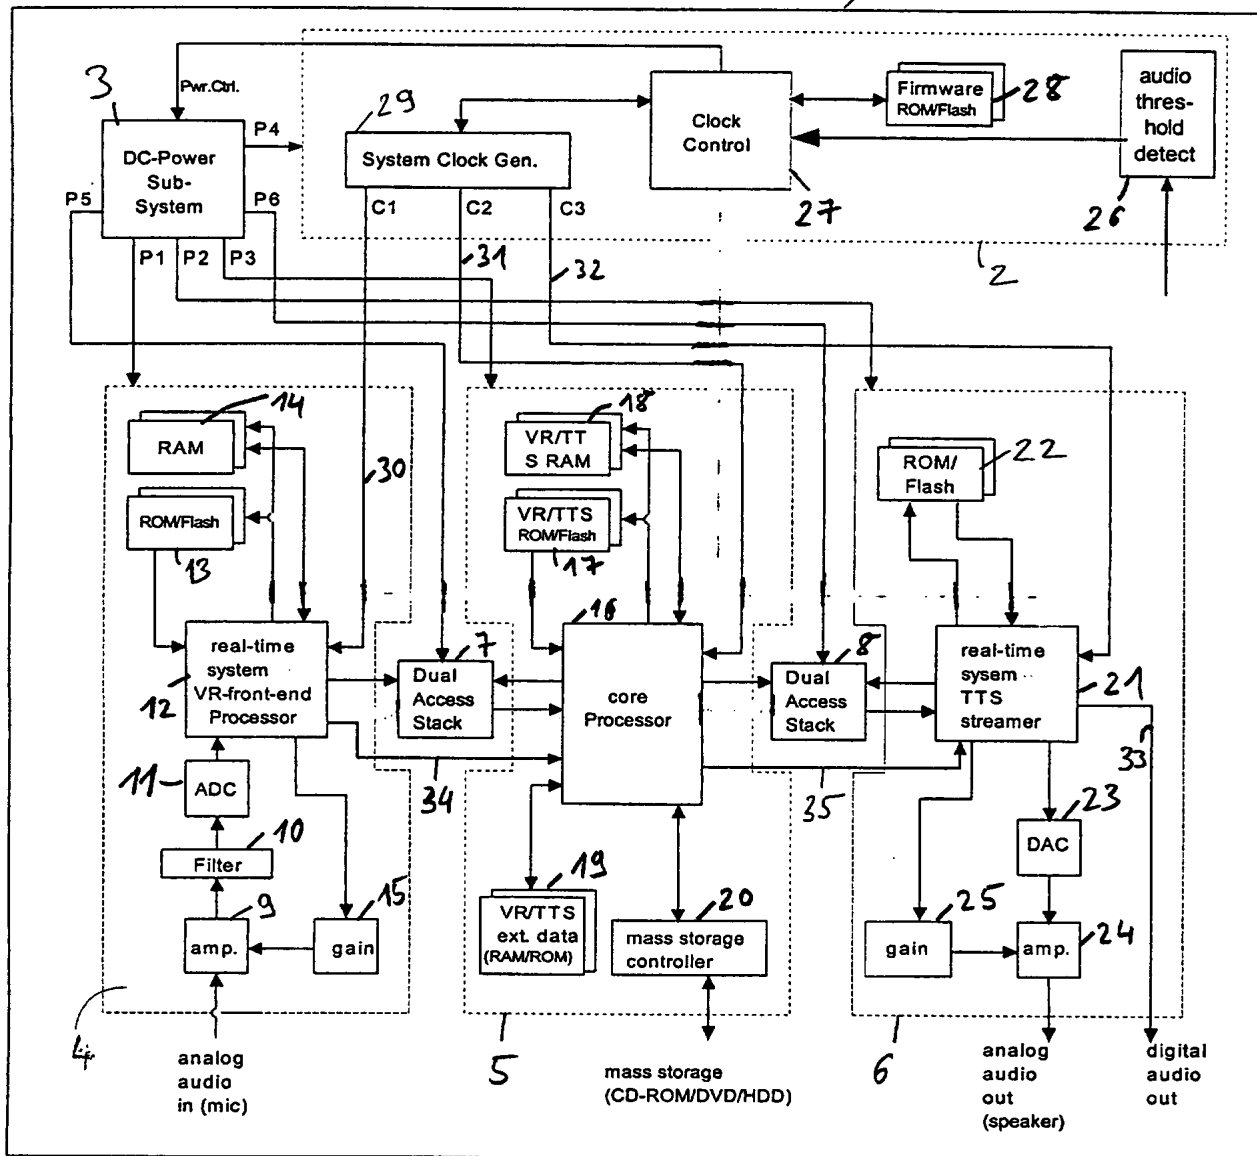 Pwr.Ctrl.
3
DC-Power
Sub-
System
P4
P5
P6
P1
P2
P3
29
System Clock Gen.
C1
C2
C3
Clock
Control
27
Firmware
ROM/Flash
28
audio
thres-
hold
detect
26
2
31
32
30
14
RAM
ROM/Flash
13
real-time
system
VR-front-end
Processor
12
11
ADC
10
Filter
9
amp.
15
gain
4
analog
audio
in (mic)
7
Dual
Access
Stack
34
18
VR/TT
S RAM
VR/TTS
ROM/Flash
17
16
core
Processor
19
VR/TTS
ext. data
(RAM/ROM)
20
mass storage
controller
5
mass storage
(CD-ROM/DVD/HDD)
8
Dual
Access
Stack
35
22
ROM/
Flash
real-time
sysem
TTS
streamer
21
33
23
DAC
25
gain
24
amp.
6
analog
audio
out
(speaker)
digital
audio
out